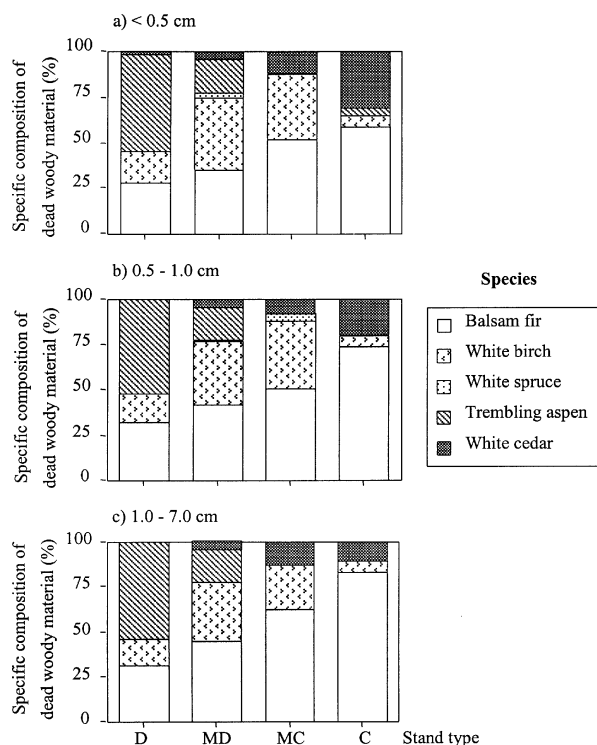 a) < 0.5 cm
Specific composition of
dead woody material (%)
100
75
50
25
0
b) 0.5 - 1.0 cm
Specific composition of
dead woody material (%)
100
75
50
25
0
Species
Balsam fir
White birch
White spruce
Trembling aspen
White cedar
c) 1.0 - 7.0 cm
Specific composition of
dead woody material (%)
100
75
50
25
0
D MD MC C Stand type